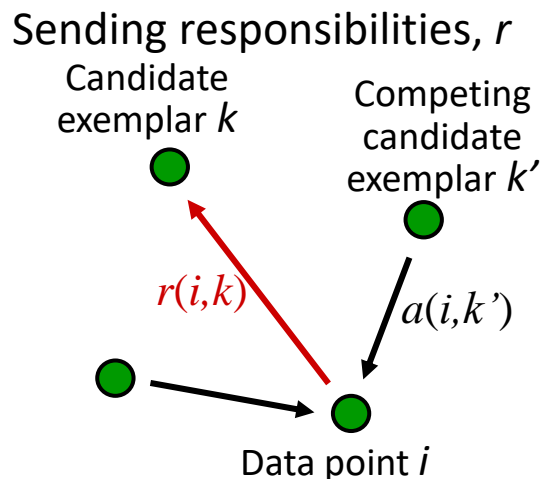 Sending responsibilities, r
Candidate
exemplar k
Competing
candidate
exemplar k’
r(i,k)
a(i,k’)
Data point i